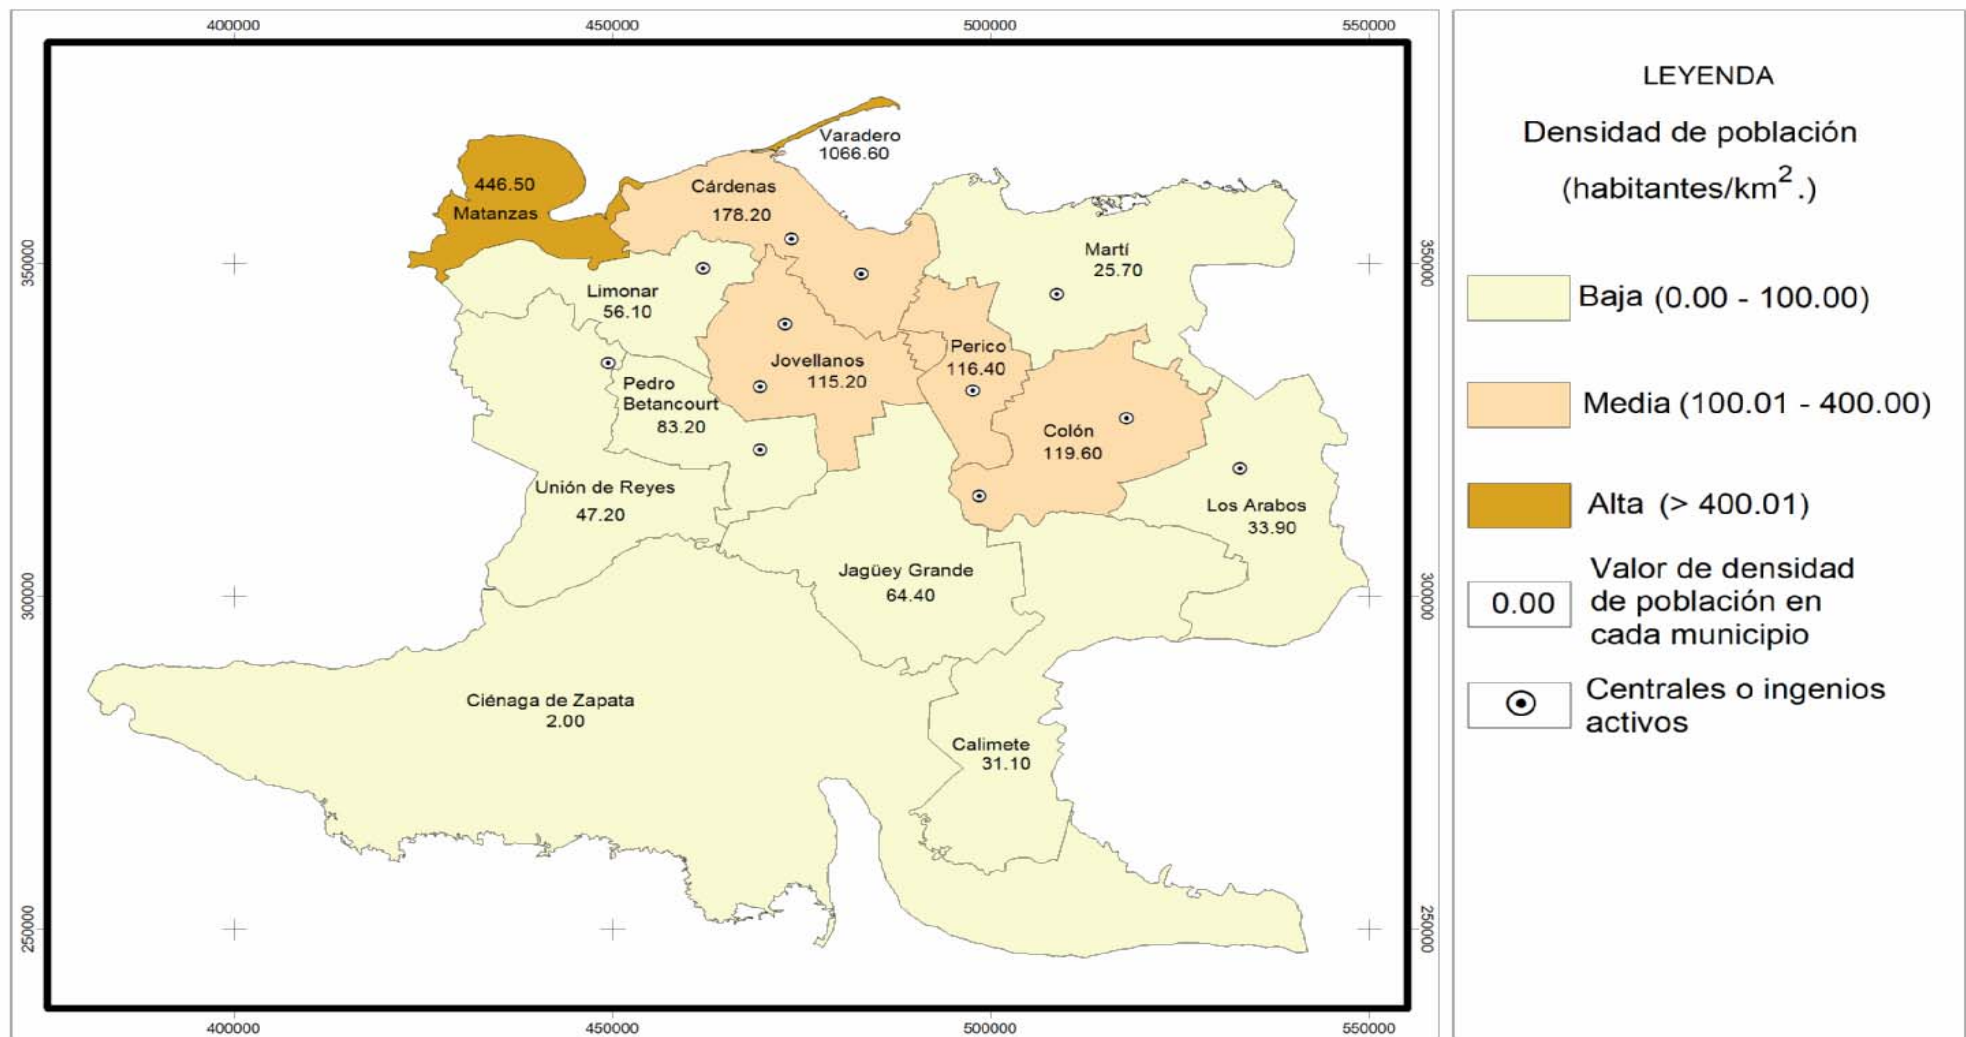 400000
450000
500000
550000
350000
300000
250000
350000
300000
250000
Varadero
1066.60
446.50
Matanzas
Cárdenas
178.20
Martí
25.70
Limonar
56.10
Jovellanos
115.20
Perico
116.40
Pedro
Betancourt
83.20
Colón
119.60
Unión de Reyes
47.20
Los Arabos
33.90
Jagüey Grande
64.40
Ciénaga de Zapata
2.00
Calimete
31.10
400000
450000
500000
550000
LEYENDA
Densidad de población
(habitantes/km².)
Baja (0.00 - 100.00)
Media (100.01 - 400.00)
Alta (> 400.01)
0.00
Valor de densidad
de población en
cada municipio
Centrales o ingenios
activos